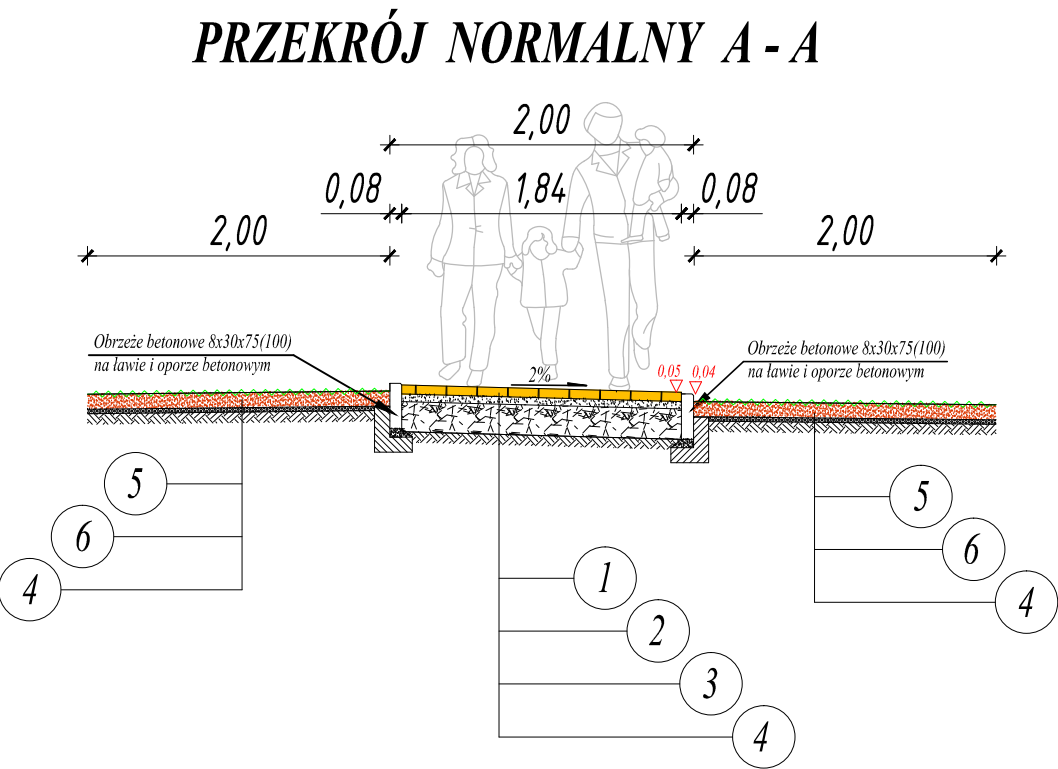 PRZEKRÓJ NORMALNY A - A
2,00
0,08 1,84 0,08
2,00 2,00
Obrzeże betonowe 8x30x75(100)
na ławie i oporze betonowym
Obrzeże betonowe 8x30x75(100)
na ławie i oporze betonowym
2%
0,05 0,04
5
6
4
5
6
4
1
2
3
4